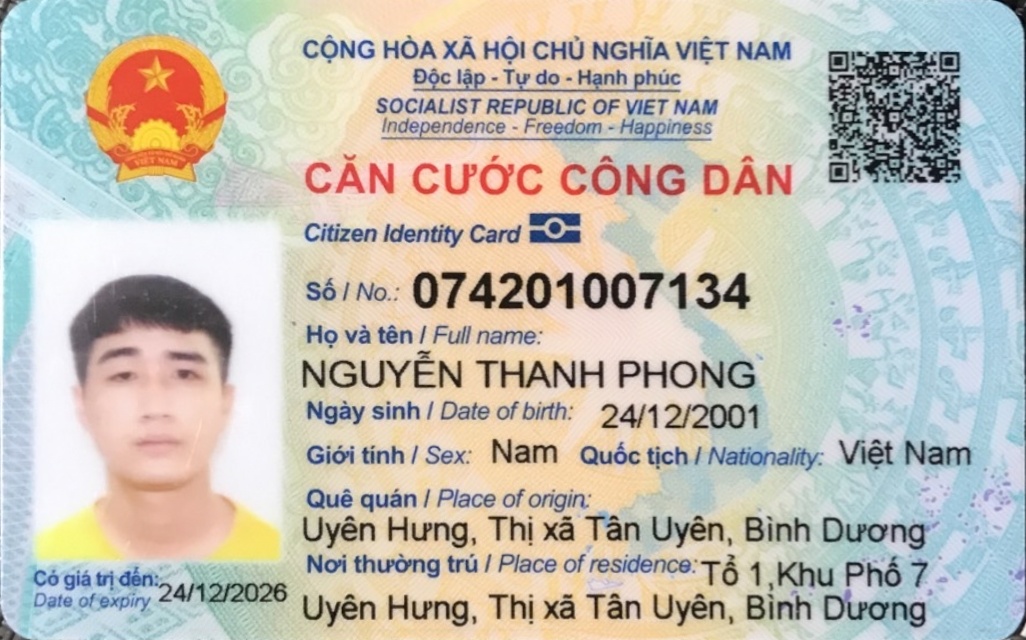 CỘNG HÒA XÃ HỘI CHỦ NGHĨA VIỆT NAM
Độc lập - Tự do - Hạnh phúc
SOCIALIST REPUBLIC OF VIET NAM
Independence - Freedom - Happiness
CĂN CƯỚC CÔNG DÂN
Citizen Identity Card
VIỆT NAM
Số / No.: 074201007134
Họ và tên / Full name:
NGUYỄN THANH PHONG
Ngày sinh / Date of birth: 24/12/2001
Giới tính / Sex: Nam Quốc tịch / Nationality: Việt Nam
Quê quán / Place of origin:
Uyên Hưng, Thị xã Tân Uyên, Bình Dương
Nơi thường trú / Place of residence: Tổ 1,Khu Phố 7
Uyên Hưng, Thị xã Tân Uyên, Bình Dương
Có giá trị đến: 24/12/2026
Date of expiry